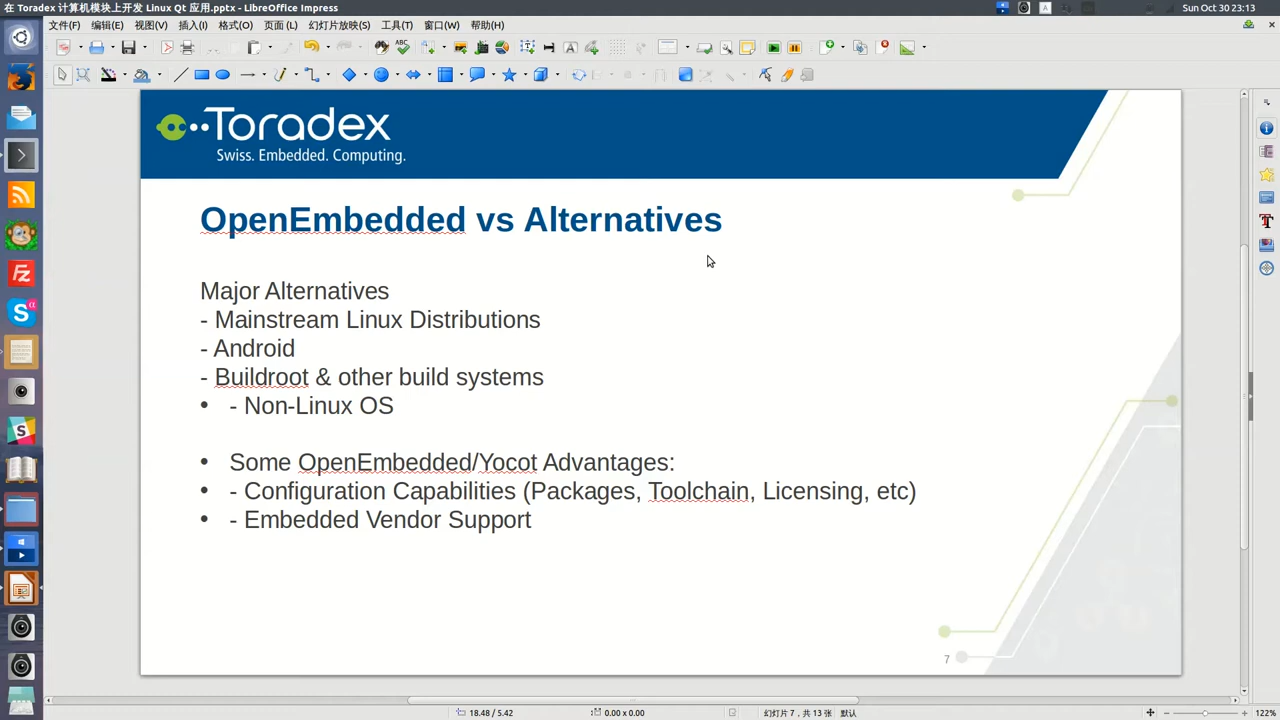 在 Toradex 计算机模块上开发 Linux Qt 应用.pptx - LibreOffice Impress
Sun Oct 30 23:13
文件(F) 编辑(E) 视图(V) 插入(I) 格式(O) 页面(L) 幻灯片放映(S) 工具(T) 窗口(W) 帮助(H)
Toradex
Swiss. Embedded. Computing.
OpenEmbedded vs Alternatives
Major Alternatives
- Mainstream Linux Distributions
- Android
- Buildroot & other build systems
• - Non-Linux OS
• Some OpenEmbedded/Yocot Advantages:
• - Configuration Capabilities (Packages, Toolchain, Licensing, etc)
• - Embedded Vendor Support
7
18.48 / 5.42 0.00 x 0.00 幻灯片 7，共 13 张 默认 122%